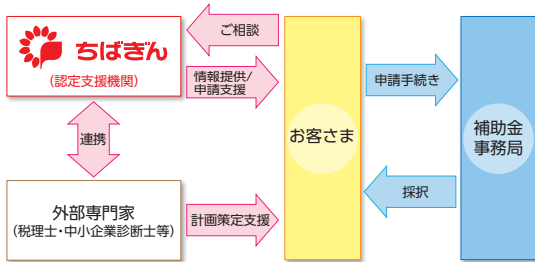 ちばぎん
(認定支援機関)
ご相談
情報提供/
申請支援
連携
外部専門家
(税理士・中小企業診断士等)
計画策定支援
お客さま
申請手続き
採択
補助金
事務局